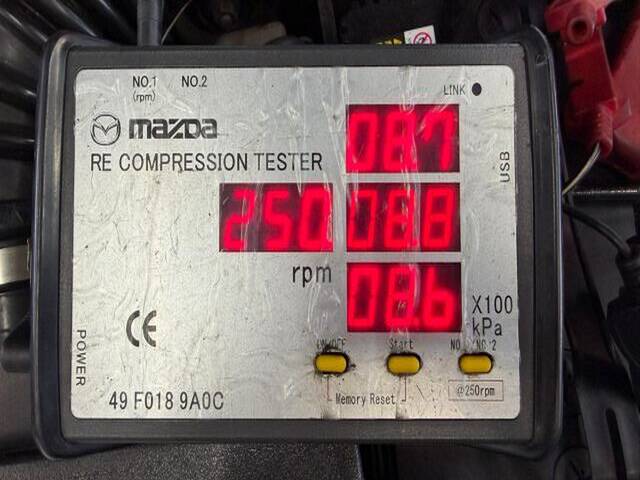 NO.1 NO.2
(rpm)
LINK
mazda
08.7
RE COMPRESSION TESTER
USB
250. 08.8
rpm
08.6
X100
kPa
CE
POWER
ON/OFF Start NO.1/NO.2
Memory Reset
@250rpm
49 F018 9A0C